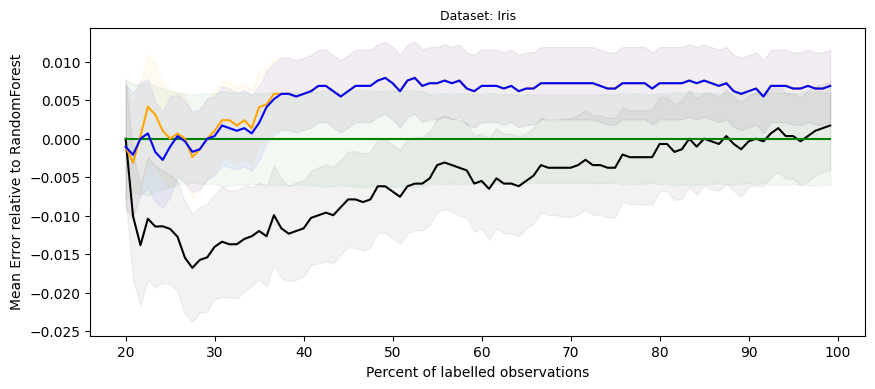 Dataset: Iris
0.010
0.005
0.000
−0.005
−0.010
−0.015
−0.020
−0.025
Mean Error relative to RandomForest
20 30 40 50 60 70 80 90 100
Percent of labelled observations